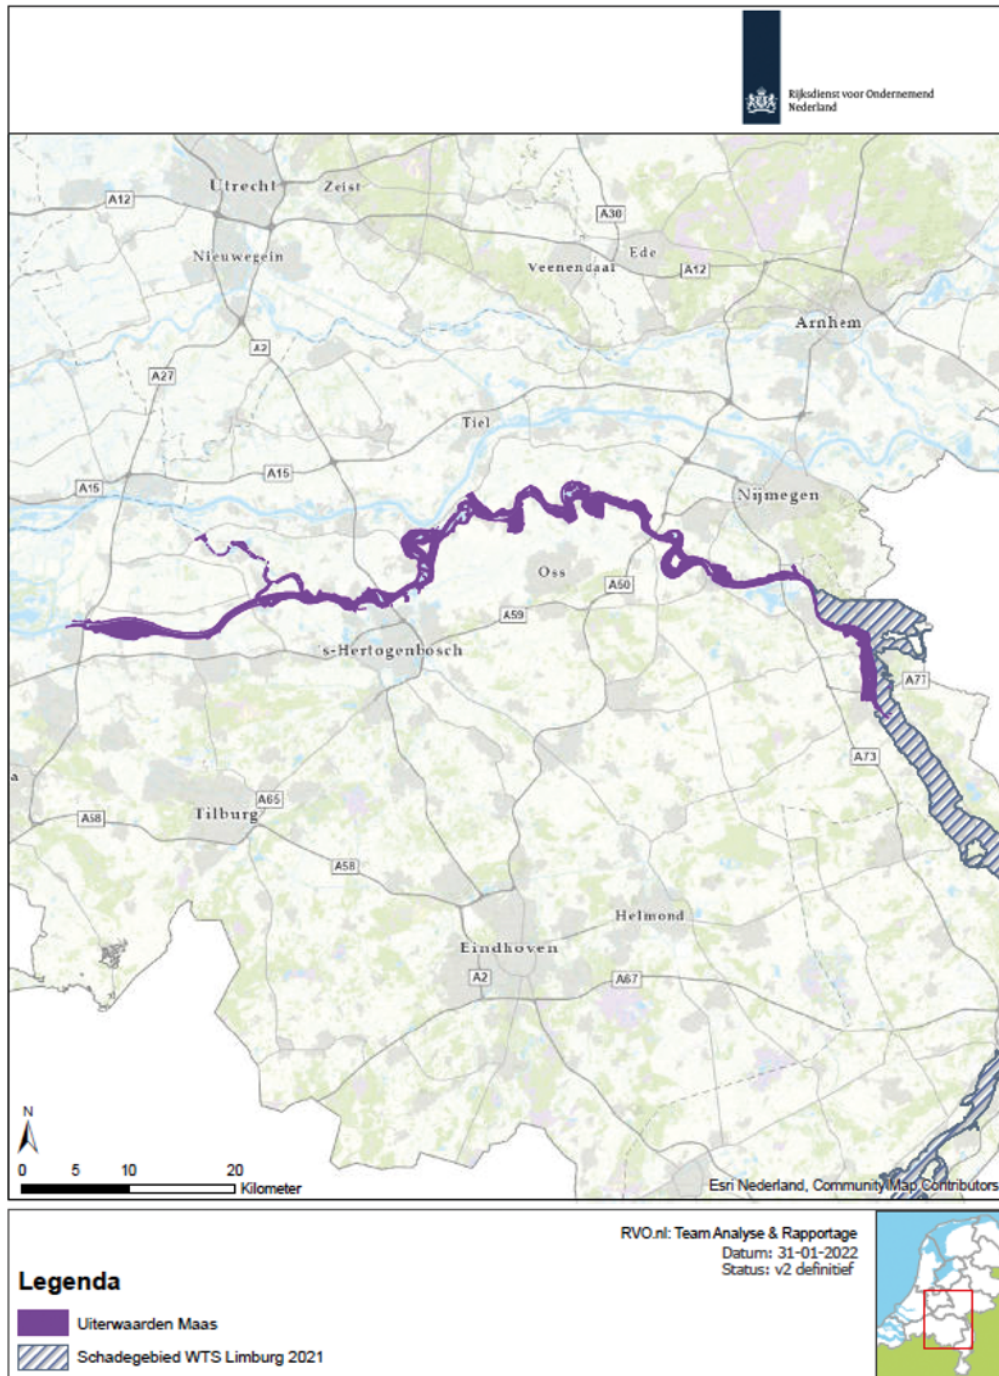 Rijksdienst voor Ondernemend
Nederland
Utrecht
Zeist
A12
A30
Nieuwegein
Ede
Veenendaal
A12
Arnhem
A2
A27
Tiel
A15
A15
Nijmegen
Oss
A50
A59
's-Hertogenbosch
A77
A73
a
A65
Tilburg
A58
A58
Helmond
Eindhoven
A2
A67
N
0 5 10 20
Kilometer
Esri Nederland, Community Map Contributors
RVO.nl: Team Analyse & Rapportage
Datum: 31-01-2022
Status: v2 definitief
Legenda
Uiterwaarden Maas
Schadegebied WTS Limburg 2021